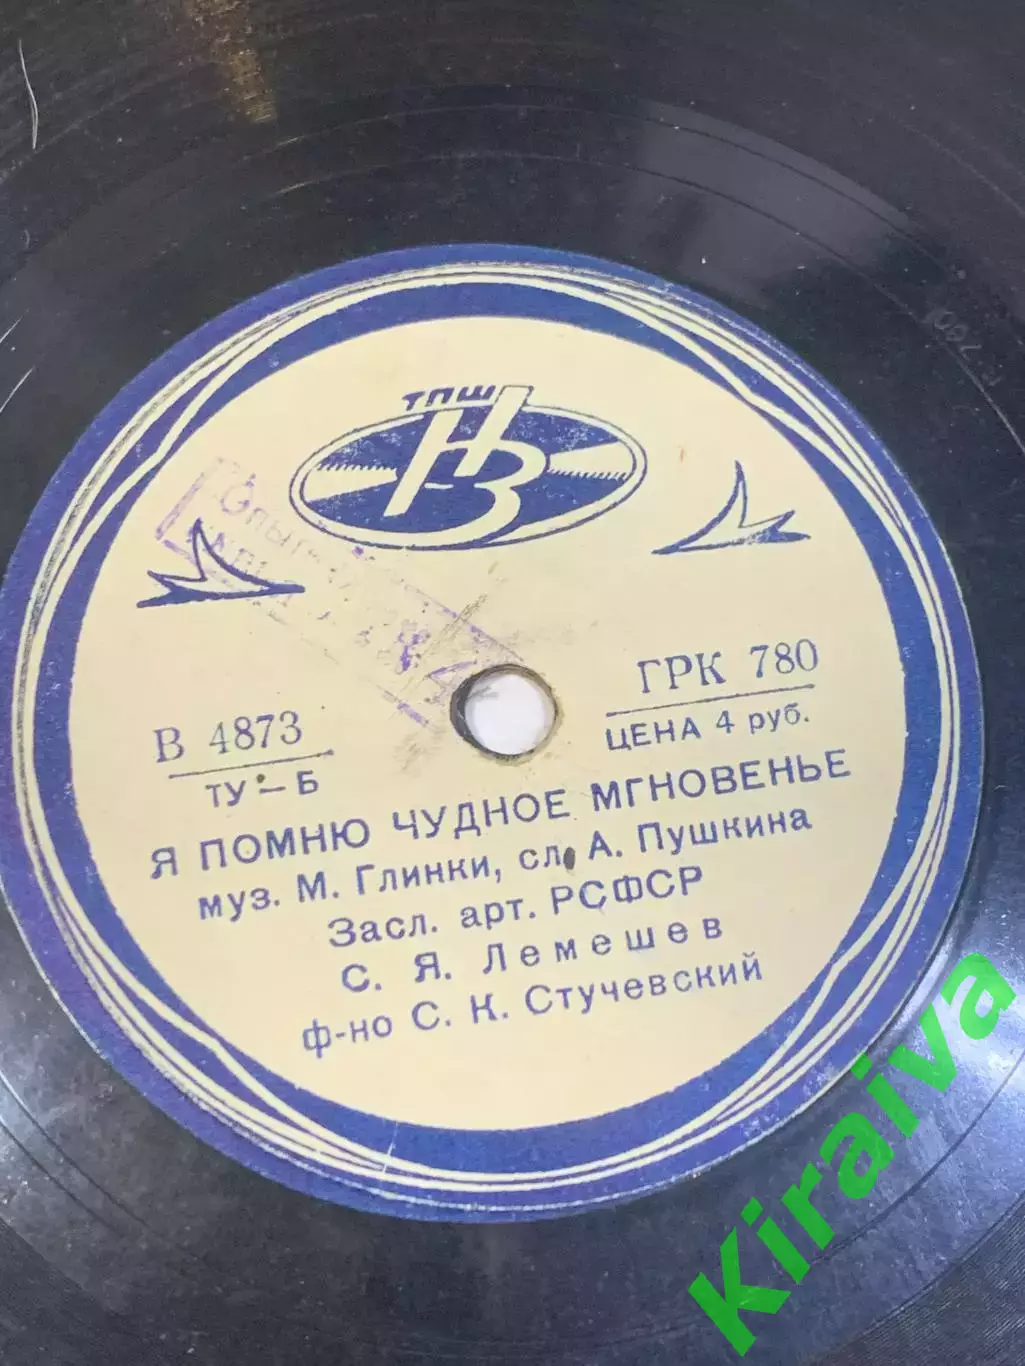 ТПШ
НЗ
Опыт
В 4873
ТУ - Б
ГРК 780
ЦЕНА 4 руб.
Я ПОМНЮ ЧУДНОЕ МГНОВЕНЬЕ
муз. М. Глинки, сл. А. Пушкина
Засл. арт. РСФСР
С. Я. Лемешев
ф-но С. К. Стучевский
Kiraiva